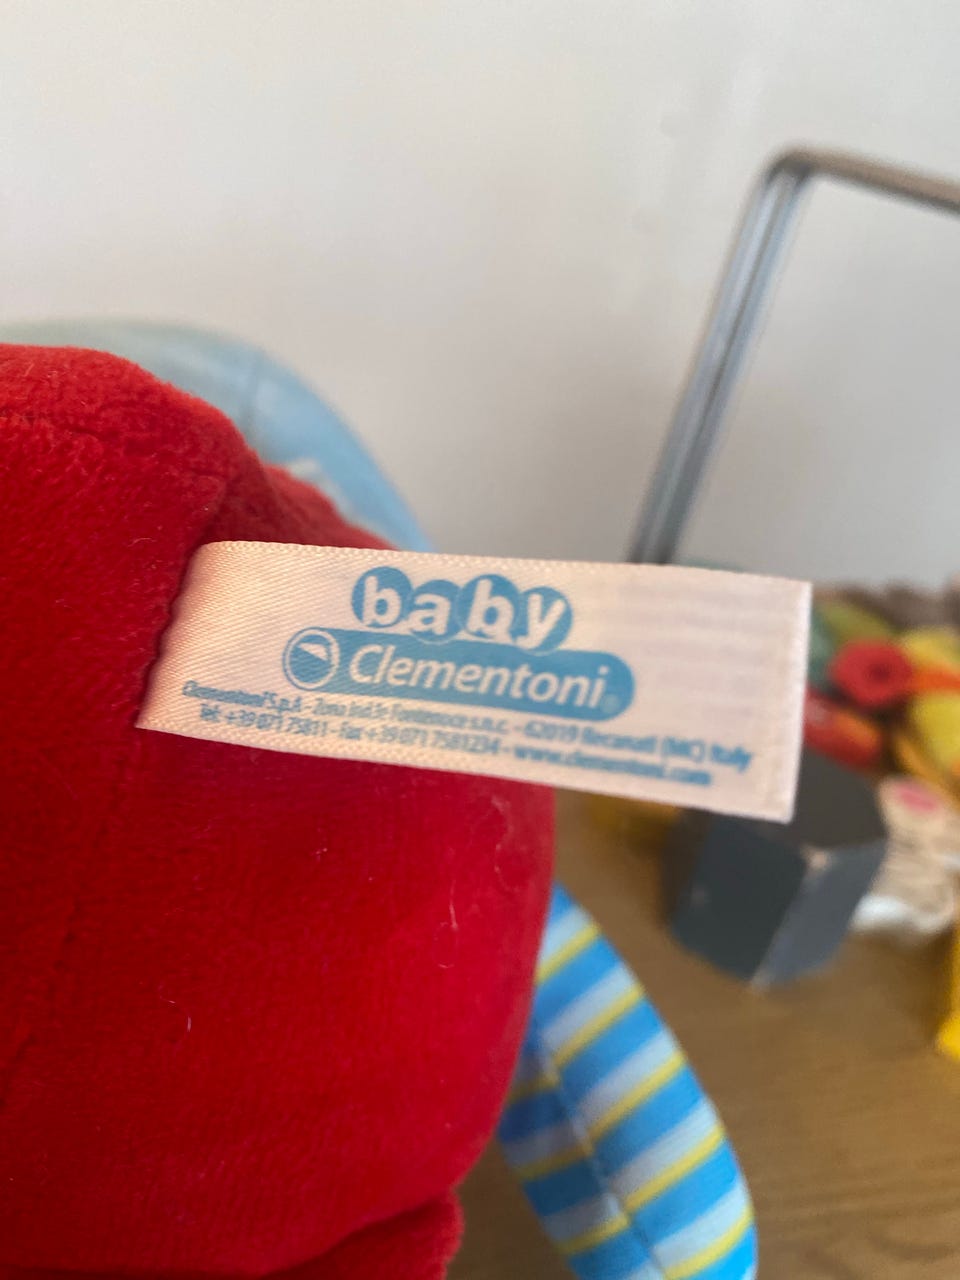 baby
Clementoni®
Clementoni S.p.A - Zona Ind.le Fontenoce s.n.c. - 62019 Recanati (MC) Italy
Tel: +39 071 75811 - Fax +39 071 7581234 - www.clementoni.com